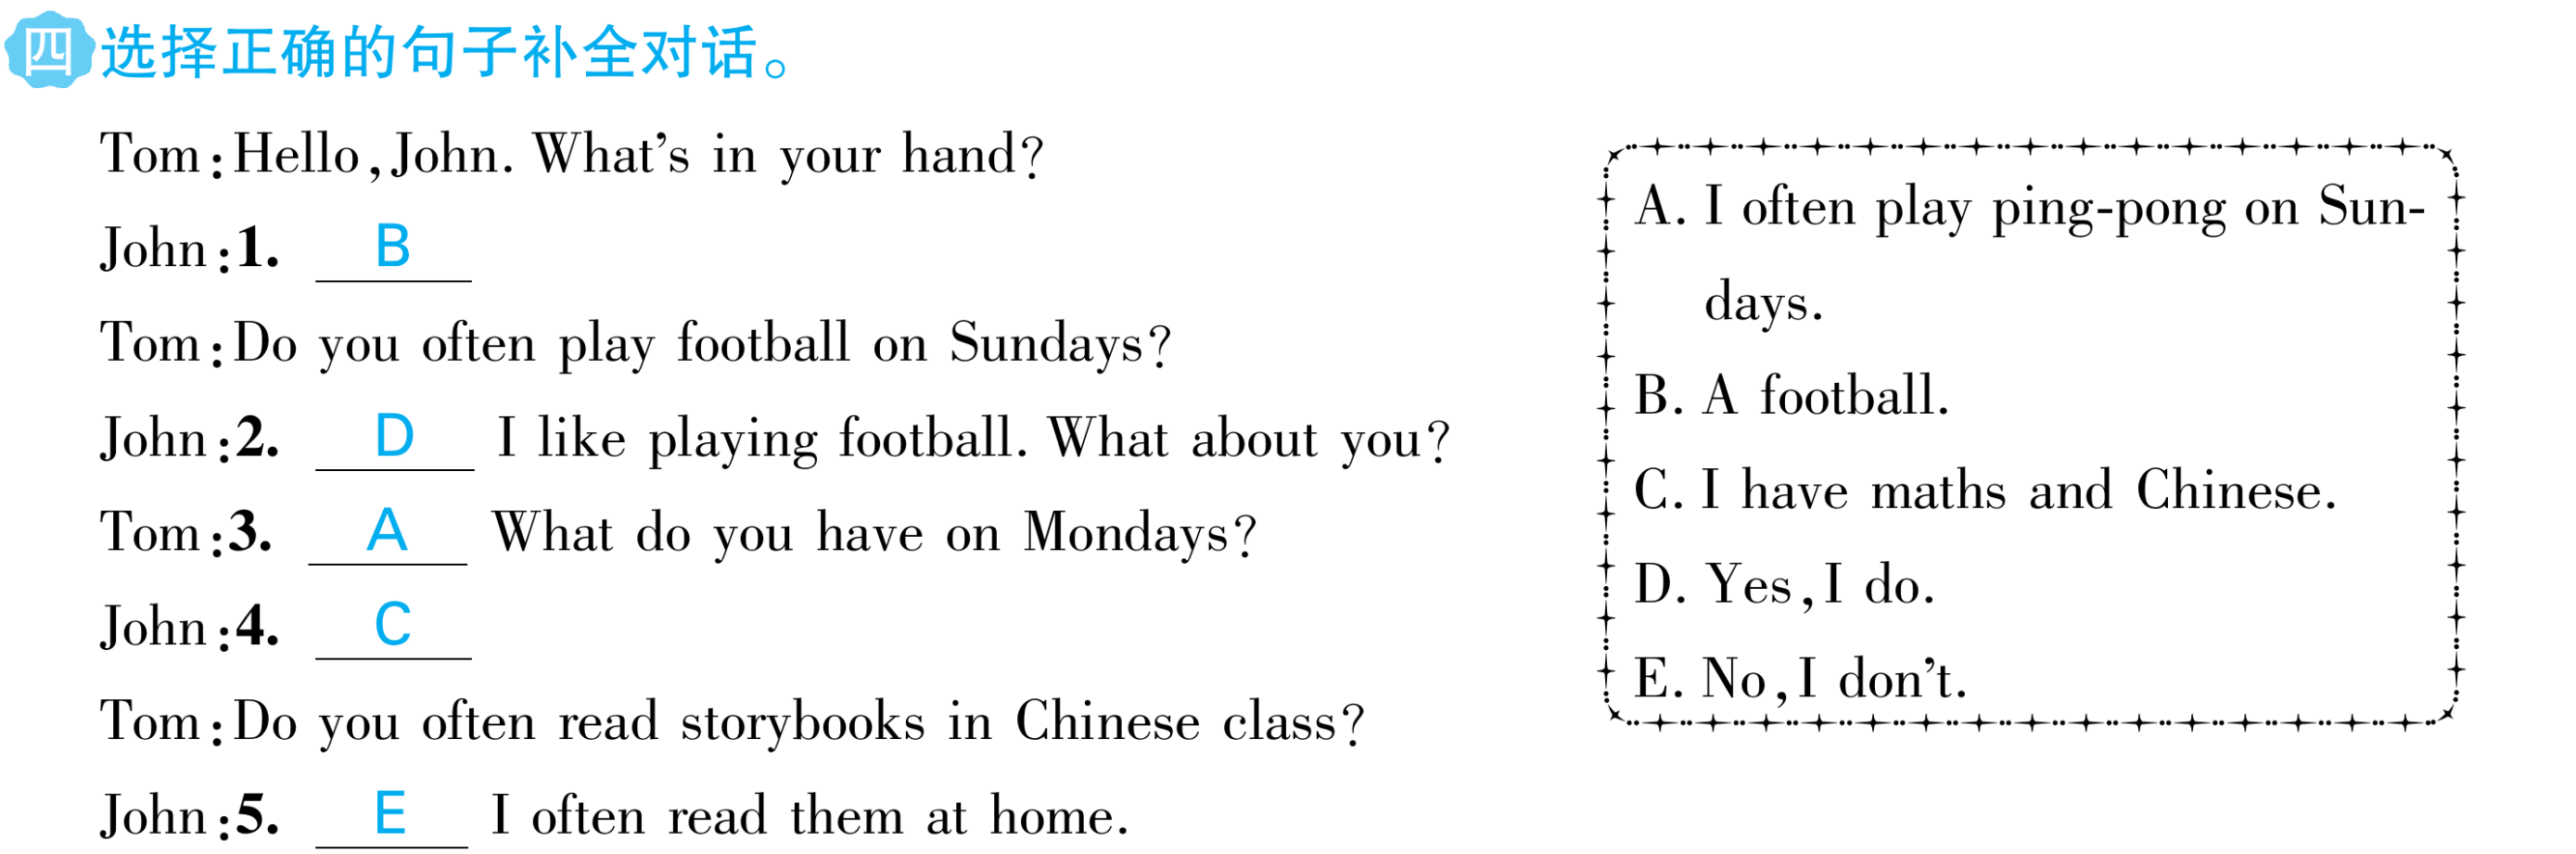 四 选择正确的句子补全对话。
Tom:Hello,John. What's in your hand?
John:1. B
Tom:Do you often play football on Sundays?
John:2. D I like playing football. What about you?
Tom:3. A What do you have on Mondays?
John:4. C
Tom:Do you often read storybooks in Chinese class?
John:5. E I often read them at home.
A. I often play ping-pong on Sun-
days.
B. A football.
C. I have maths and Chinese.
D. Yes,I do.
E. No,I don't.